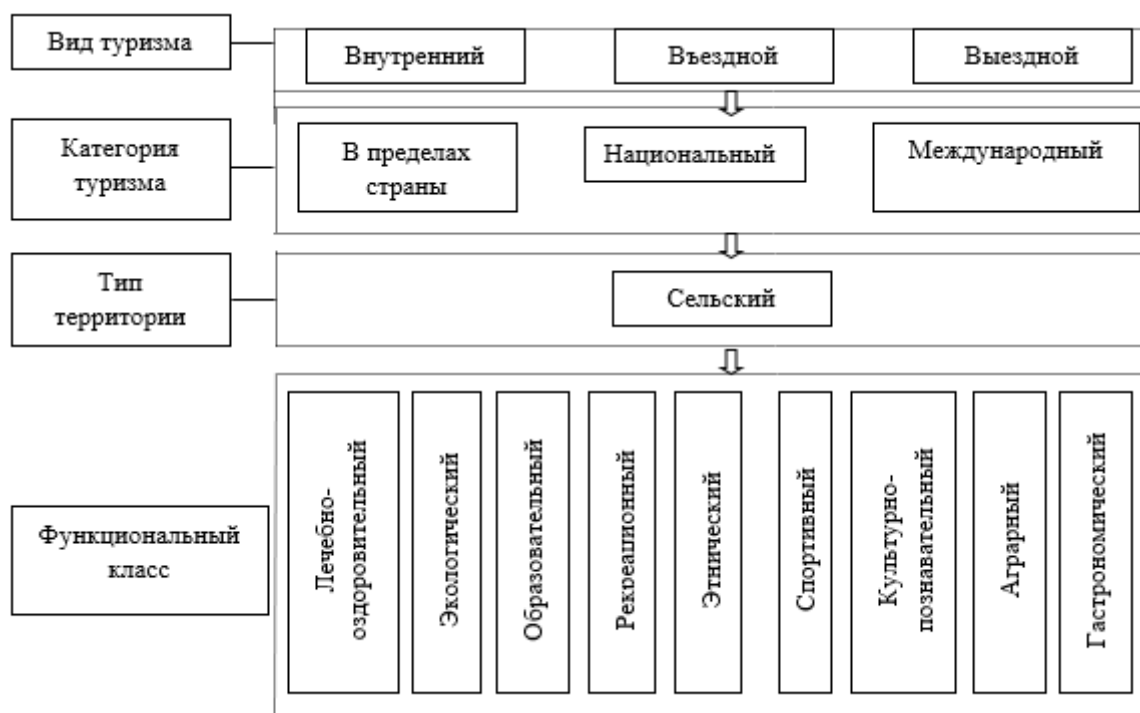 Вид туризма
Внутренний
Въездной
Выездной
Категория
туризма
В пределах
страны
Национальный
Международный
Тип
территории
Сельский
Функциональный
класс
Лечебно-
оздоровительный
Экологический
Образовательный
Рекреационный
Этнический
Спортивный
Культурно-
познавательный
Аграрный
Гастрономический